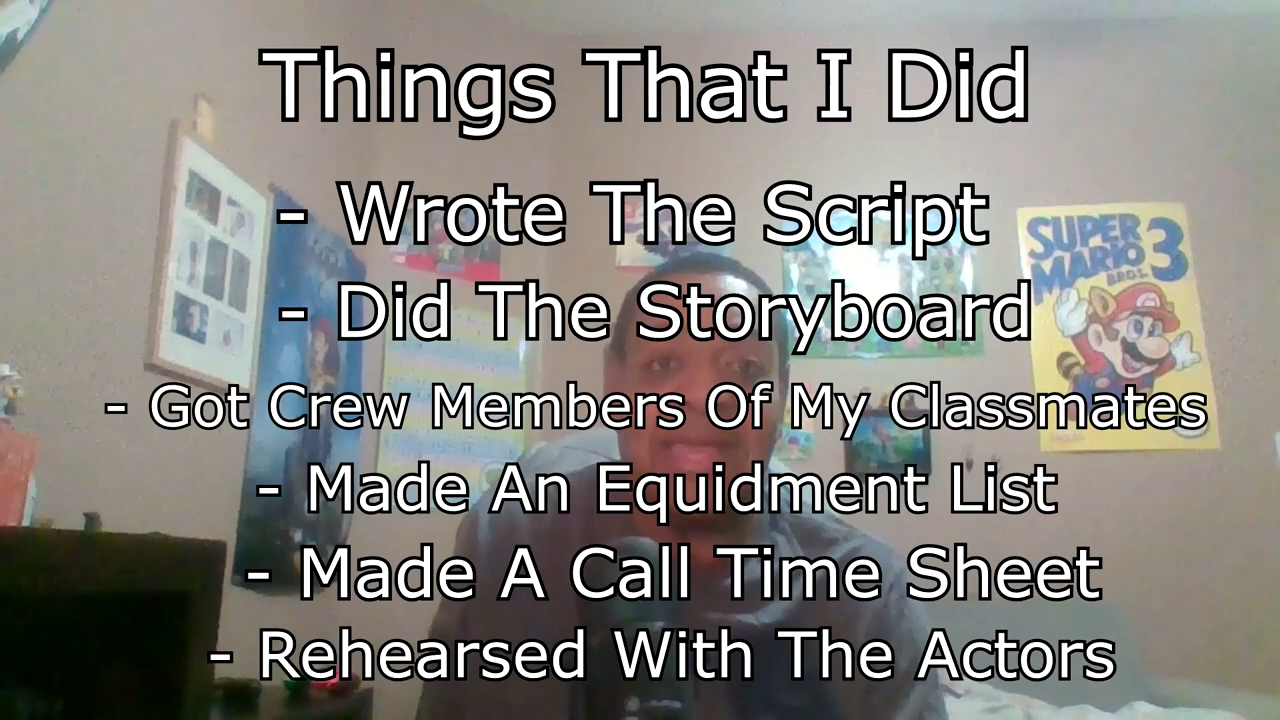 Things That I Did
- Wrote The Script
- Did The Storyboard
- Got Crew Members Of My Classmates
- Made An Equidment List
- Made A Call Time Sheet
- Rehearsed With The Actors
SUPER
MARIO 3
BROS.